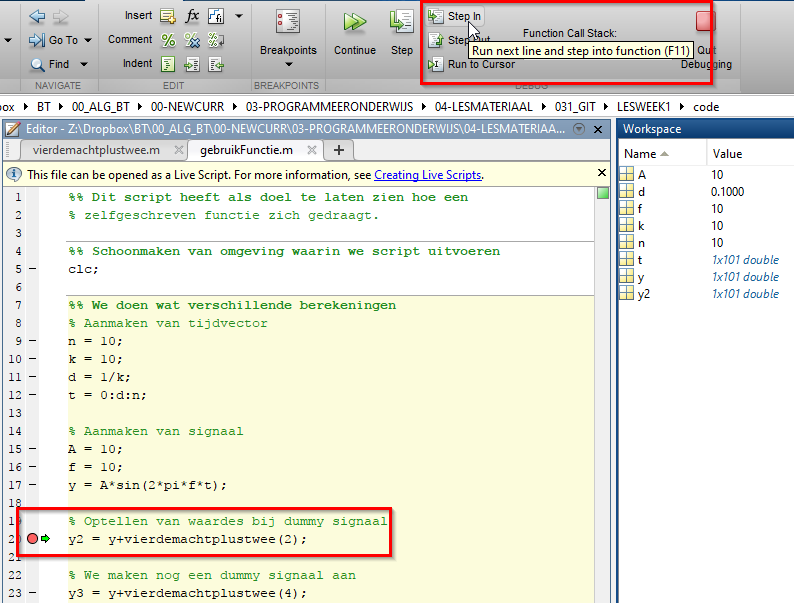 Insert fx
Comment
Indent
Go To
Find
Breakpoints
Continue
Step
Step In
Function Call Stack:
Run next line and step into function (F11)
Run to Cursor
Debugging
NAVIGATE
EDIT
BREAKPOINTS
DEBUG
BT 00_ALG_BT 00-NEWCURR 03-PROGRAMMEERONDERWIJS 04-LESMATERIAAL 031_GIT LESWEEK1 code
Editor - Z:\Dropbox\BT\00_ALG_BT\00-NEWCURR\03-PROGRAMMEERONDERWIJS\04-LESMATERIAA...
vierdemachtplustwee.m
gebruikFunctie.m
This file can be opened as a Live Script. For more information, see Creating Live Scripts.
1 %% Dit script heeft als doel te laten zien hoe een
2 % zelfgeschreven functie zich gedraagt.
3
4 %% Schoonmaken van omgeving waarin we script uitvoeren
5 - clc;
6
7 %% We doen wat verschillende berekeningen
8 % Aanmaken van tijdvector
9 - n = 10;
10 - k = 10;
11 - d = 1/k;
12 - t = 0:d:n;
13
14 % Aanmaken van signaal
15 - A = 10;
16 - f = 10;
17 - y = A*sin(2*pi*f*t);
18
19 % Optellen van waardes bij dummy signaal
20 y2 = y+vierdemachtplustwee(2);
21
22 % We maken nog een dummy signaal aan
23 - y3 = y+vierdemachtplustwee(4);
Workspace
Name Value
A 10
d 0.1000
f 10
k 10
n 10
t 1x101 double
y 1x101 double
y2 1x101 double